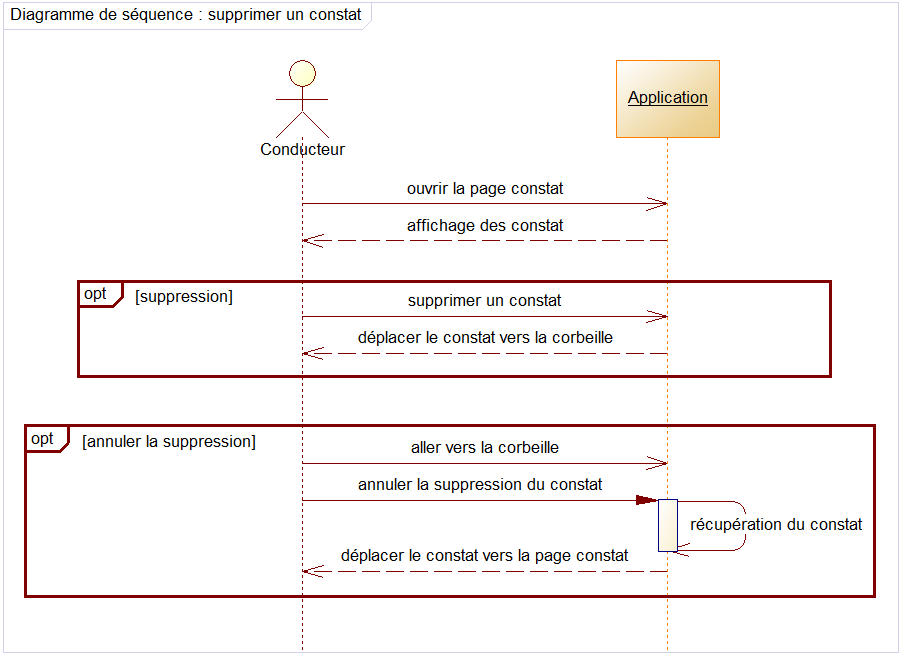 Diagramme de séquence : supprimer un constat
Application
Conducteur
ouvrir la page constat
affichage des constat
opt
[suppression]
supprimer un constat
déplacer le constat vers la corbeille
opt
[annuler la suppression]
aller vers la corbeille
annuler la suppression du constat
récupération du constat
déplacer le constat vers la page constat